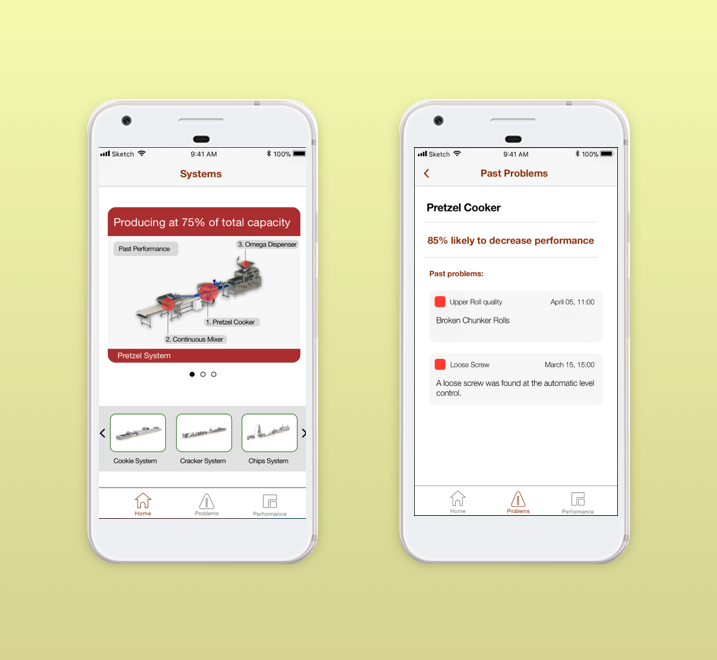 Sketch 9:41 AM 100%
Systems
Producing at 75% of total capacity
Past Performance
3. Omega Dispenser
1. Pretzel Cooker
2. Continuous Mixer
Pretzel System
Cookie System Cracker System Chips System
Home Problems Performance
Sketch 9:41 AM 100%
Past Problems
Pretzel Cooker
85% likely to decrease performance
Past problems:
Upper Roll quality April 05, 11:00
Broken Chunker Rolls
Loose Screw March 15, 15:00
A loose screw was found at the automatic level
control.
Home Problems Performance